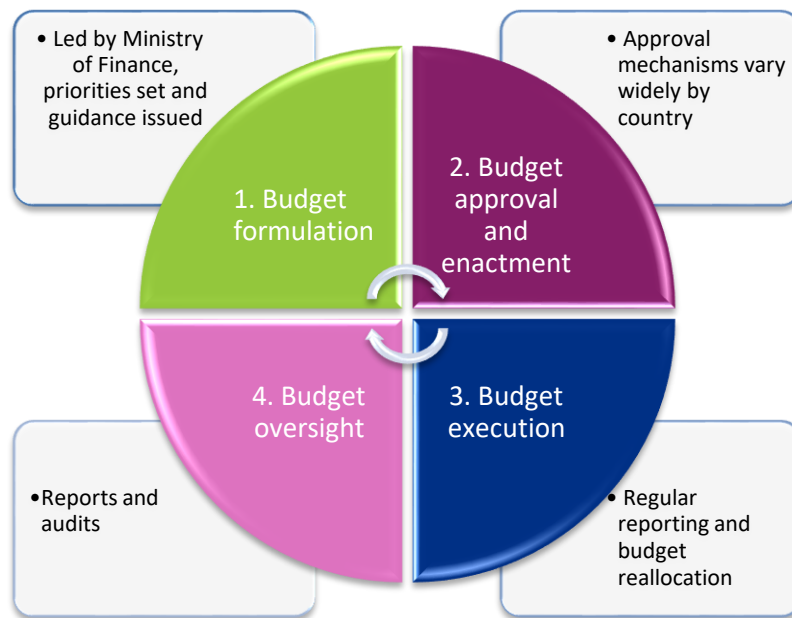 • Led by Ministry
of Finance,
priorities set and
guidance issued
• Approval
mechanisms vary
widely by
country
1. Budget
formulation
2. Budget
approval
and
enactment
4. Budget
oversight
3. Budget
execution
•Reports and
audits
• Regular
reporting and
budget
reallocation